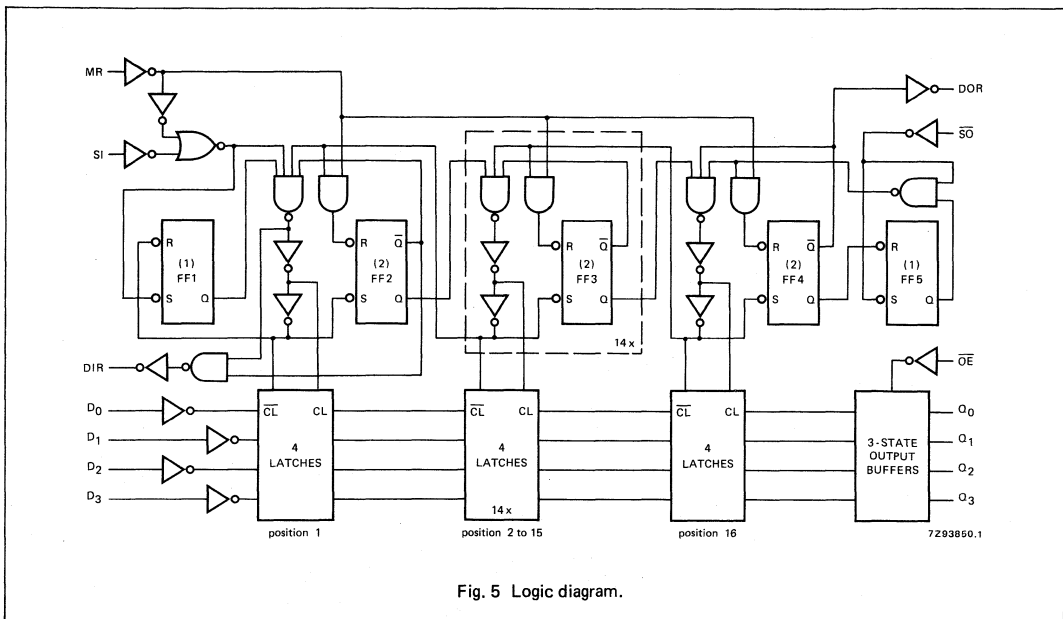 MR
DOR
SO
SI
R
(1)
FF1
S
Q
R
Q
(2)
FF2
S
Q
R
Q
(2)
FF3
S
Q
14x
R
Q
(2)
FF4
S
Q
R
(1)
FF5
S
Q
DIR
OE
D0
D1
D2
D3
CL
CL
4
LATCHES
position 1
CL
CL
4
LATCHES
14x
position 2 to 15
CL
CL
4
LATCHES
position 16
3-STATE
OUTPUT
BUFFERS
Q0
Q1
Q2
Q3
7Z93850.1
Fig. 5 Logic diagram.